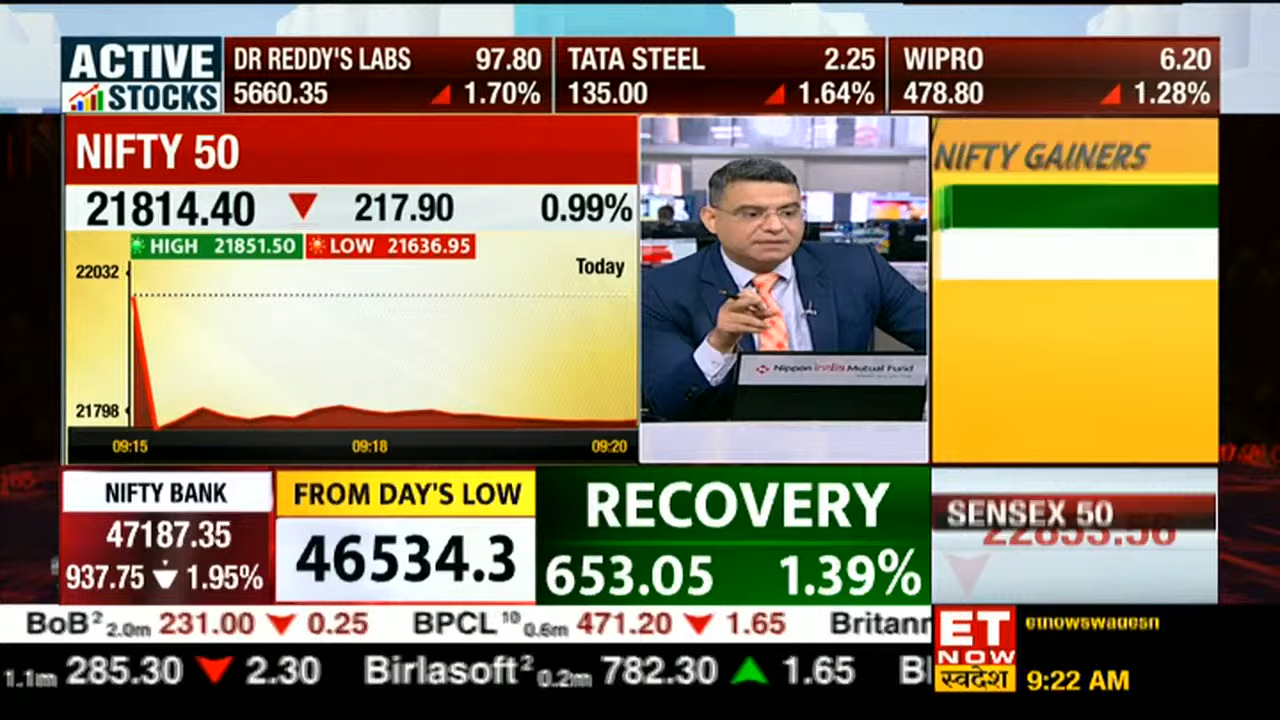 ACTIVE
STOCKS
DR REDDY'S LABS 97.80
5660.35 1.70%
TATA STEEL 2.25
135.00 1.64%
WIPRO 6.20
478.80 1.28%
NIFTY 50
21814.40 217.90 0.99%
HIGH 21851.50 LOW 21636.95
22032
Today
21798
09:15 09:18 09:20
Nippon india Mutual Fund
NIFTY GAINERS
NIFTY BANK
47187.35
937.75 1.95%
FROM DAY'S LOW
46534.3
RECOVERY
653.05 1.39%
SENSEX 50
BoB² 2.0m 231.00 0.25 BPCL¹⁰ 0.6m 471.20 1.65 Britann
1.1m 285.30 2.30 Birlasoft² 0.2m 782.30 1.65 Bl
ET
NOW
स्वदेश
etnowswadesh
9:22 AM